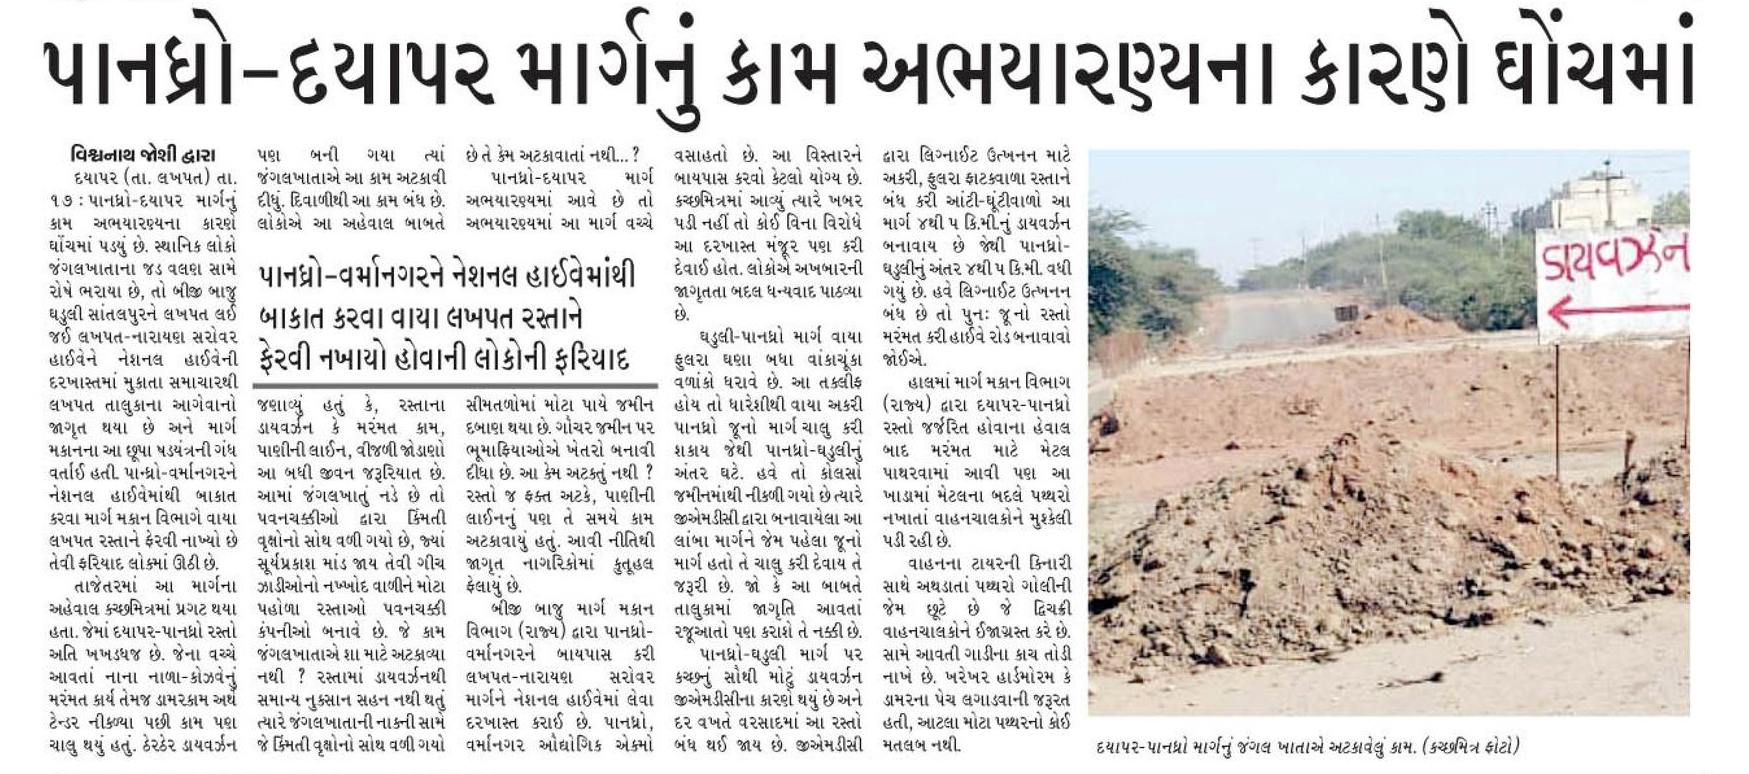 પાનધ્રો-દયાપર માર્ગનું કામ અભયારણ્યના કારણે ઘોંચમાં
વિશ્વનાથ જોશી દ્વારા
દયાપર (તા. લખપત) તા.
૧૭ : પાનધ્રો-દયાપર માર્ગનું
કામ અભયારણ્યના કારણે
ઘોંચમાં પડયું છે. સ્થાનિક લોકો
જંગલખાતાના જડ વલણ સામે
રોષે ભરાયા છે, તો બીજી બાજુ
ઘડુલી સાંતલપુરને લખપત લઈ
જઈ લખપત-નારાયણ સરોવર
હાઈવેને નેશનલ હાઈવેની
દરખાસ્તમાં મુકાતા સમાચારથી
લખપત તાલુકાના આગેવાનો
જાગૃત થયા છે અને માર્ગ
મકાનના આ છૂપા ષડયંત્રની ગંધ
વર્તાઈ હતી. પાન્ધ્રો-વર્માનગરને
નેશનલ હાઈવેમાંથી બાકાત
કરવા માર્ગ મકાન વિભાગે વાયા
લખપત રસ્તાને ફેરવી નાખ્યો છે
તેવી ફરિયાદ લોકમાં ઊઠી છે.
તાજેતરમાં આ માર્ગના
અહેવાલ કચ્છમિત્રમાં પ્રગટ થયા
હતા. જેમાં દયાપર-પાનધ્રો રસ્તો
અતિ ખખડધજ છે. જેના વચ્ચે
આવતાં નાના નાળા-કોઝવેનું
મરંમત કાર્ય તેમજ ડામરકામ અર્થે
ટેન્ડર નીકળ્યા પછી કામ પણ
ચાલુ થયું હતું. ઠેરઠેર ડાયવર્ઝન
પણ બની ગયા ત્યાં
જંગલખાતાએ આ કામ અટકાવી
દીધું. દિવાળીથી આ કામ બંધ છે.
લોકોએ આ અહેવાલ બાબતે
પાનધ્રો-વર્માનગરને નેશનલ હાઈવેમાંથી
બાકાત કરવા વાયા લખપત રસ્તાને
ફેરવી નખાયો હોવાની લોકોની ફરિયાદ
જણાવ્યું હતું કે, રસ્તાના
ડાયવર્ઝન કે મરંમત કામ,
પાણીની લાઈન, વીજળી જોડાણો
આ બધી જીવન જરૂરિયાત છે.
આમાં જંગલખાતું નડે છે તો
પવનચક્કીઓ દ્વારા કિંમતી
વૃક્ષોનો સોથ વળી ગયો છે, જ્યાં
સૂર્યપ્રકાશ માંડ જાય તેવી ગીચ
ઝાડીઓનો નખ્ખોદ વાળીને મોટા
પહોળા રસ્તાઓ પવનચક્કી
કંપનીઓ બનાવે છે. જે કામ
જંગલખાતાએ શા માટે અટકાવ્યા
નથી ? રસ્તામાં ડાયવર્ઝનથી
સમાન્ય નુકસાન સહન નથી થતું
ત્યારે જંગલખાતાની નાકની સામે
જે કિંમતી વૃક્ષોનો સોથ વળી ગયો
છે તે કેમ અટકાવાતાં નથી...?
પાનધ્રો-દયાપર માર્ગ
અભયારણ્યમાં આવે છે તો
અભયારણ્યમાં આ માર્ગ વચ્ચે
સીમતળોમાં મોટા પાયે જમીન
દબાણ થયા છે. ગૌચર જમીન પર
ભૂમાફિયાઓએ ખેતરો બનાવી
દીધા છે. આ કેમ અટક્તું નથી ?
રસ્તો જ ફક્ત અટકે, પાણીની
લાઈનનું પણ તે સમયે કામ
અટકાવાયું હતું. આવી નીતિથી
જાગૃત નાગરિકોમાં કુતૂહલ
ફેલાયું છે.
બીજી બાજુ માર્ગ મકાન
વિભાગ (રાજ્ય) દ્વારા પાનધ્રો-
વર્માનગરને બાયપાસ કરી
લખપત-નારાયણ સરોવર
માર્ગને નેશનલ હાઈવેમાં લેવા
દરખાસ્ત કરાઈ છે. પાનધ્રો,
વર્માનગર ઔદ્યોગિક એકમો
વસાહતો છે. આ વિસ્તારને
બાયપાસ કરવો કેટલો યોગ્ય છે.
કચ્છમિત્રમાં આવ્યું ત્યારે ખબર
પડી નહીં તો કોઈ વિના વિરોધે
આ દરખાસ્ત મંજૂર પણ કરી
દેવાઈ હોત. લોકોએ અખબારની
જાગૃતતા બદલ ધન્યવાદ પાઠવ્યા
છે.
ઘડુલી-પાનધ્રો માર્ગ વાયા
ફુલરા ઘણા બધા વાંકાચૂંકા
વળાંકો ધરાવે છે. આ તકલીફ
હોય તો ધારેશીથી વાયા અકરી
પાનધ્રો જૂનો માર્ગ ચાલુ કરી
શકાય જેથી પાનધ્રો-ઘડુલીનું
અંતર ઘટે. હવે તો કોલસો
જમીનમાંથી નીકળી ગયો છે ત્યારે
જીએમડીસી દ્વારા બનાવાયેલા આ
લાંબા માર્ગને જેમ પહેલા જૂનો
માર્ગ હતો તે ચાલુ કરી દેવાય તે
જરૂરી છે. જો કે આ બાબતે
તાલુકામાં જાગૃતિ આવતાં
રજૂઆતો પણ કરાશે તે નક્કી છે.
પાનધ્રો-ઘડુલી માર્ગ પર
કચ્છનું સૌથી મોટું ડાયવર્ઝન
જીએમડીસીના કારણે થયું છે અને
દર વખતે વરસાદમાં આ રસ્તો
બંધ થઈ જાય છે. જીએમડીસી
દ્વારા લિગ્નાઈટ ઉત્ખનન માટે
અકરી, ફુલરા ફાટકવાળા રસ્તાને
બંધ કરી આંટી-ઘૂંટીવાળો આ
માર્ગ ૪થી ૫ કિ.મી.નું ડાયવર્ઝન
બનાવાય છે જેથી પાનધ્રો-
ઘડુલીનું અંતર ૪થી ૫ કિ.મી. વધી
ગયું છે. હવે લિગ્નાઈટ ઉત્ખનન
બંધ છે તો પુનઃ જૂનો રસ્તો
મરંમત કરી હાઈવે રોડ બનાવાવો
જોઈએ.
હાલમાં માર્ગ મકાન વિભાગ
(રાજ્ય) દ્વારા દયાપર-પાનધ્રો
રસ્તો જર્જરિત હોવાના હેવાલ
બાદ મરંમત માટે મેટલ
પાથરવામાં આવી પણ આ
ખાડામાં મેટલના બદલે પથ્થરો
નખાતાં વાહનચાલકોને મુશ્કેલી
પડી રહી છે.
વાહનના ટાયરની કિનારી
સાથે અથડાતાં પથ્થરો ગોલીની
જેમ છૂટે છે જે દ્વિચક્રી
વાહનચાલકોને ઈજાગ્રસ્ત કરે છે.
સામે આવતી ગાડીના કાચ તોડી
નાખે છે. ખરેખર હાર્ડમોરમ કે
ડામરના પેચ લગાડવાની જરૂરત
હતી, આટલા મોટા પથ્થરનો કોઈ
મતલબ નથી.
ડાયવર્ઝન
દયાપર-પાનધ્રો માર્ગનું જંગલ ખાતાએ અટકાવેલું કામ. (કચ્છમિત્ર ફોટો)